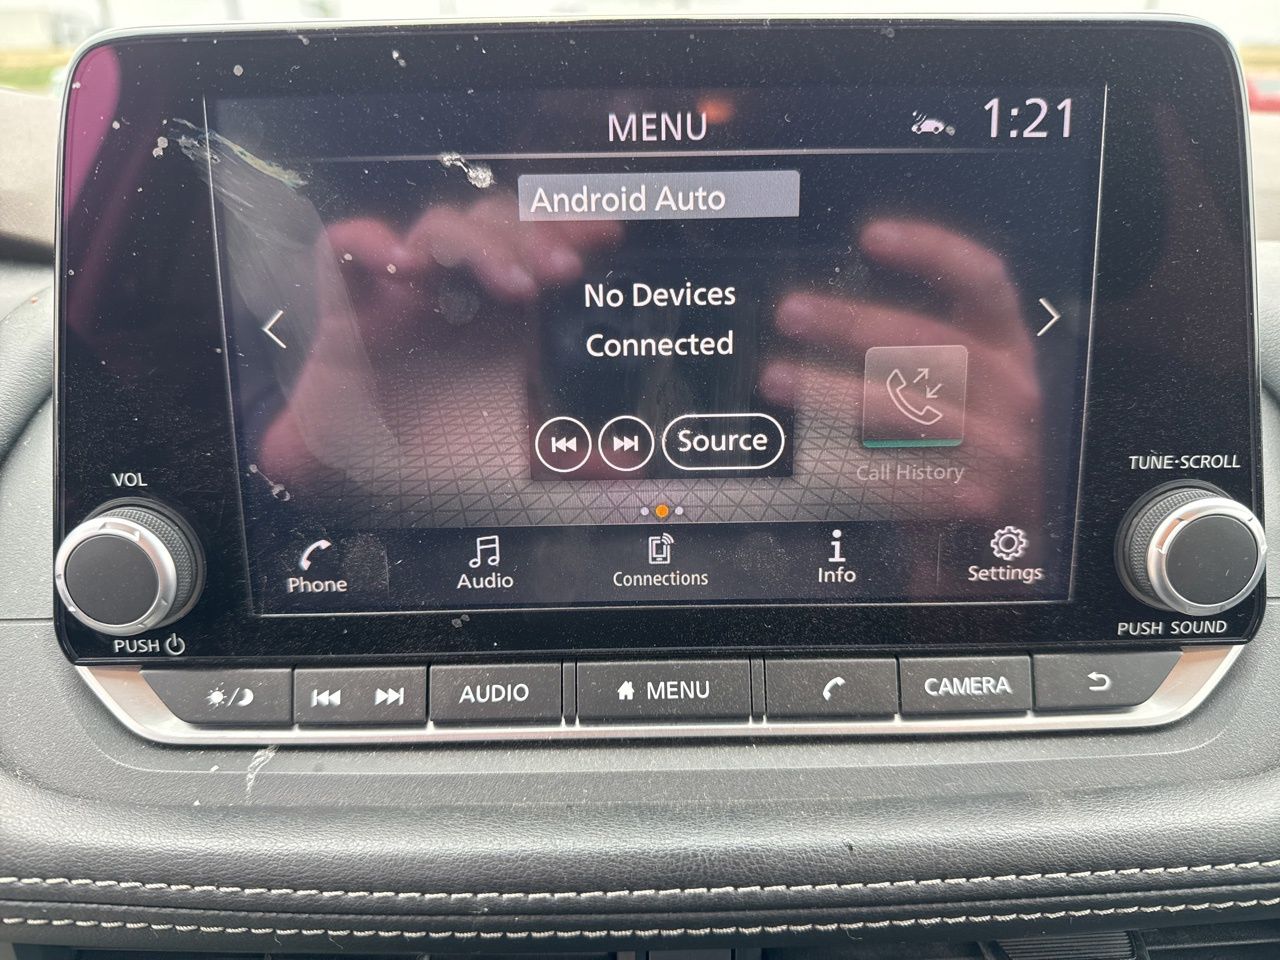 MENU
1:21
Android Auto
No Devices
Connected
Source
Call History
VOL
TUNE·SCROLL
Phone
Audio
Connections
Info
Settings
PUSH
PUSH SOUND
AUDIO
MENU
CAMERA